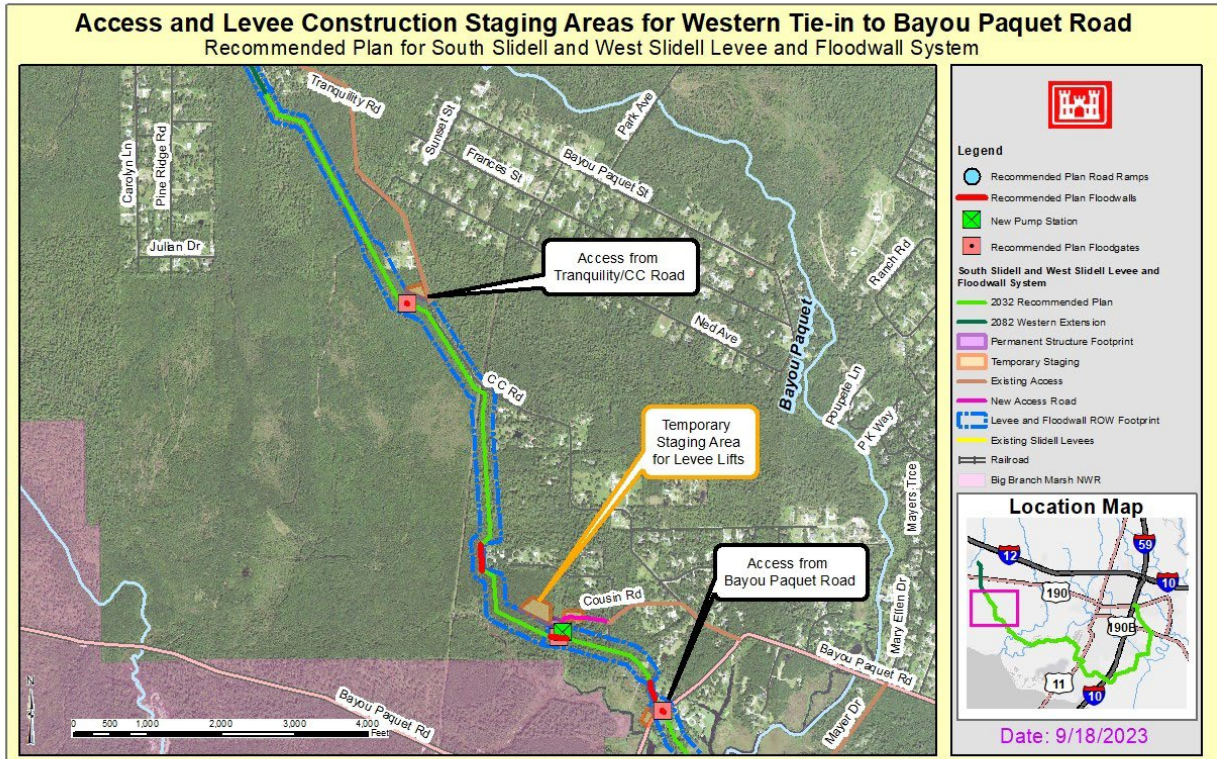 Access and Levee Construction Staging Areas for Western Tie-in to Bayou Paquet Road
Recommended Plan for South Slidell and West Slidell Levee and Floodwall System
Tranquility Rd
Park Ave
Sunset St
Carolyn Ln
Pine Ridge Rd
Frances St
Bayou Paquet St
Julian Dr
Ranch Rd
Access from
Tranquility/CC Road
Ned Ave
Bayou Paquet
CC Rd
Poupete Ln
P K Way
Temporary
Staging Area
for Levee Lifts
Mayers Trce
Access from
Bayou Paquet Road
Cousin Rd
Mary Ellen Dr
Bayou Paquet Rd
Bayou Paquet Rd
Mayer Dr
N
0 500 1,000 2,000 3,000 4,000
Feet
Legend
Recommended Plan Road Ramps
Recommended Plan Floodwalls
New Pump Station
Recommended Plan Floodgates
South Slidell and West Slidell Levee and
Floodwall System
2032 Recommended Plan
2082 Western Extension
Permanent Structure Footprint
Temporary Staging
Existing Access
New Access Road
Levee and Floodwall ROW Footprint
Existing Slidell Levees
Railroad
Big Branch Marsh NWR
Location Map
12
59
10
190
190B
11
10
Date: 9/18/2023